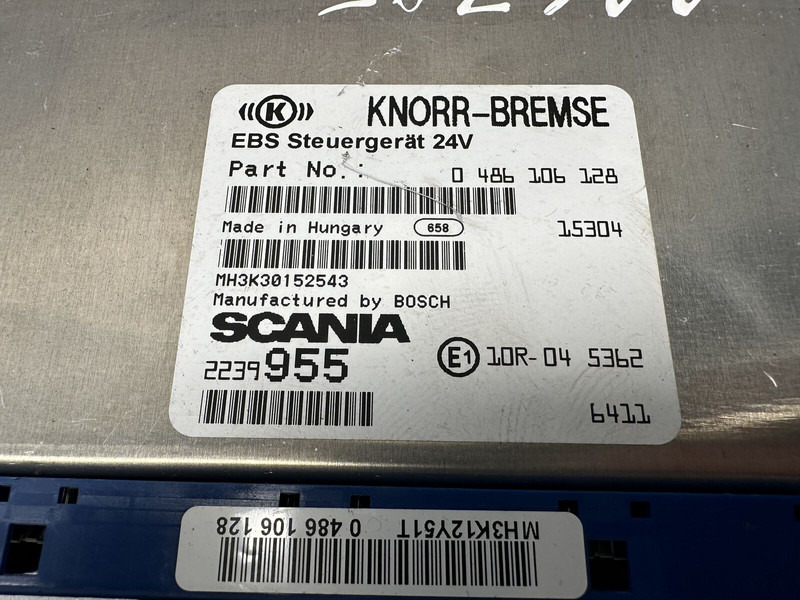 K KNORR-BREMSE
EBS Steuergerät 24V
Part No.: 0 486 106 128
Made in Hungary 658 15304
MH3K30152543
Manufactured by BOSCH
SCANIA
2239955 E1 10R-04 5362
6411
MH3K12Y51T 0 486 106 128